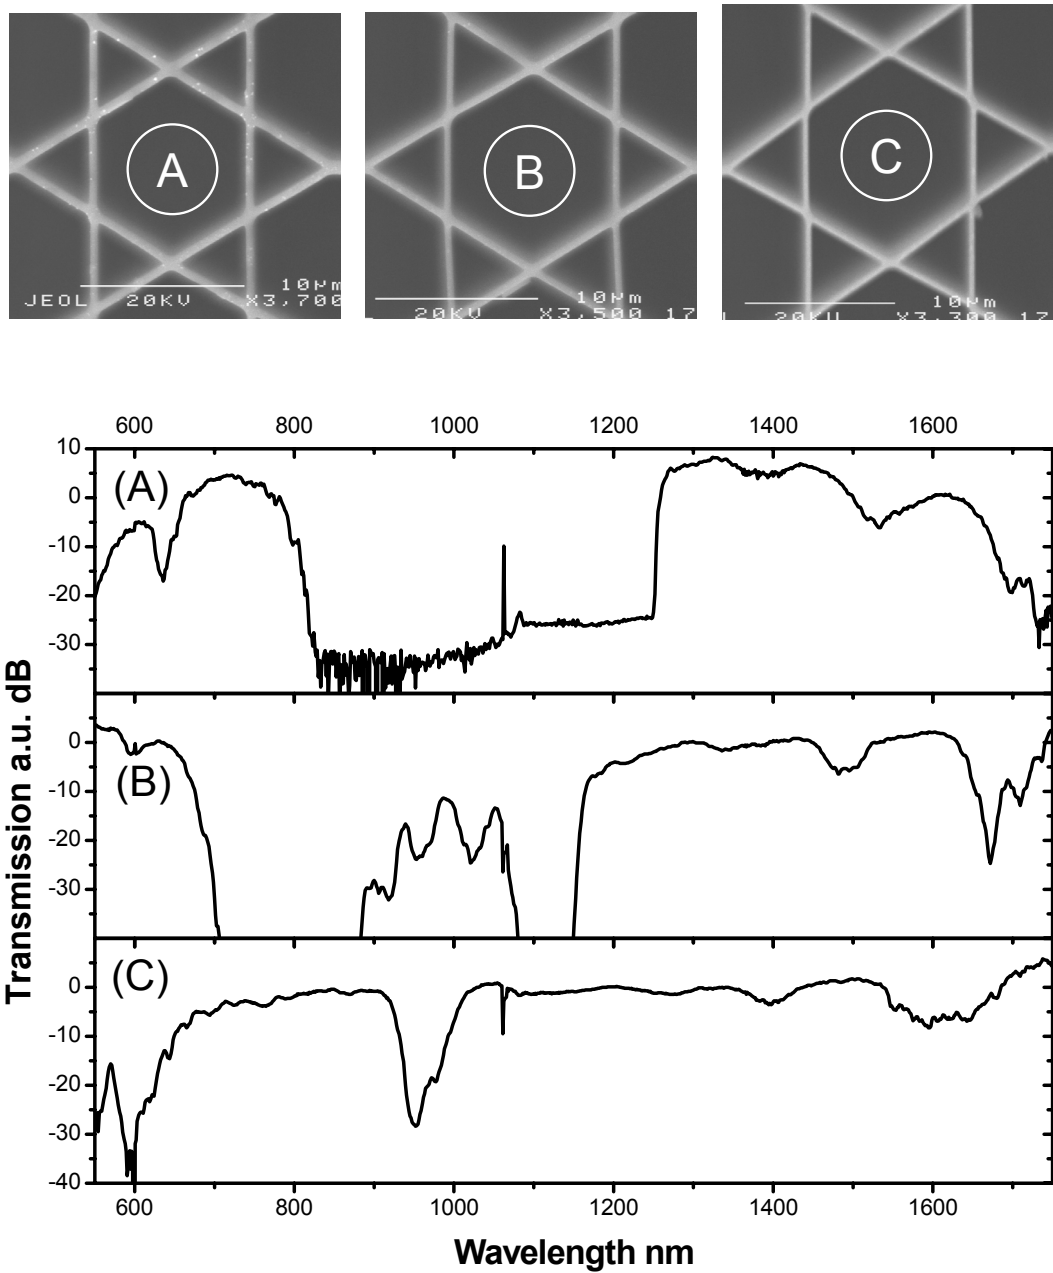 A
B
C
10µm
JEOL 20KV X3,700
10µm
20KV X3,500 17
10µm
20KV X3,300 17
600 800 1000 1200 1400 1600
10
0
-10
-20
-30
(A)
0
-10
-20
-30
(B)
0
-10
-20
-30
-40
(C)
Transmission a.u. dB
600 800 1000 1200 1400 1600
Wavelength nm